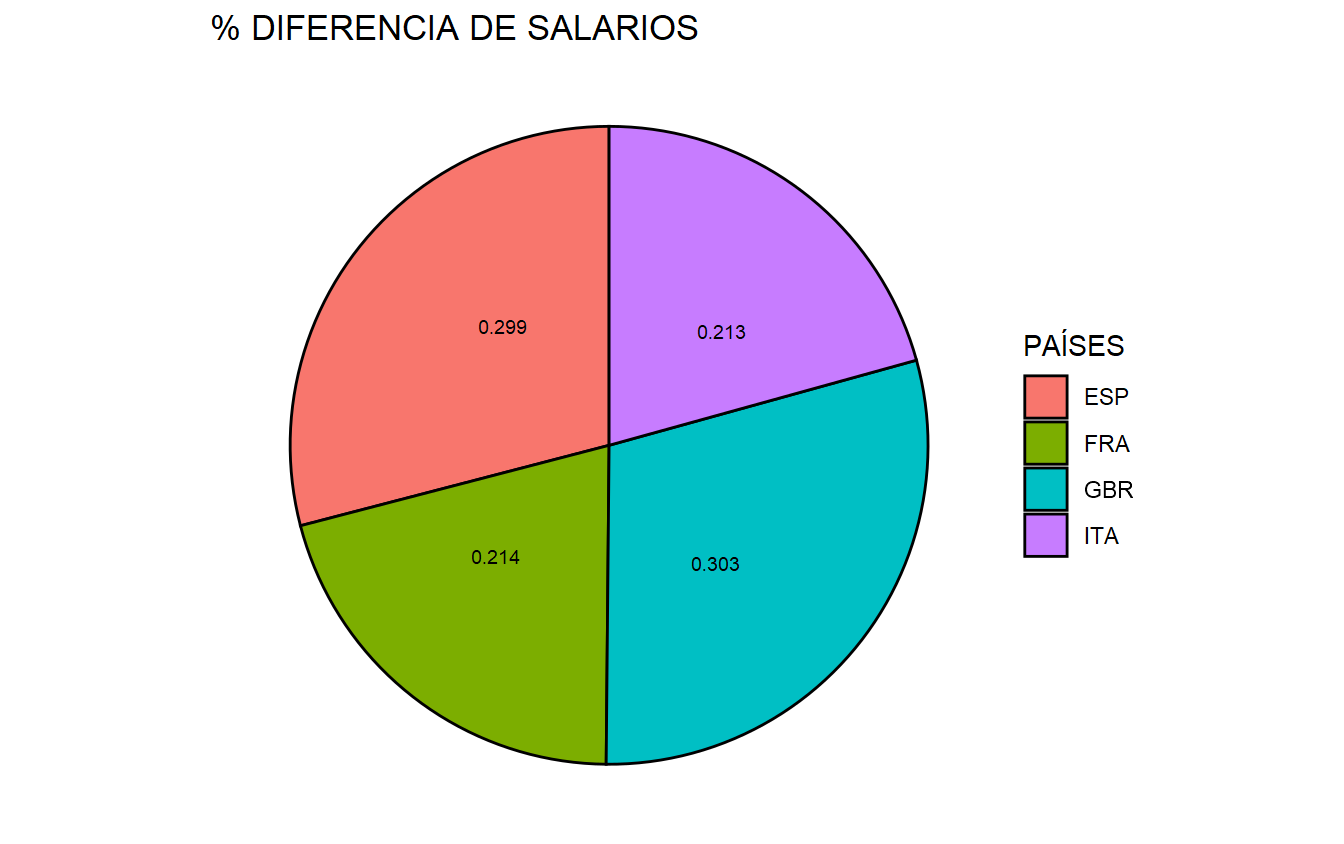 % DIFERENCIA DE SALARIOS
0.299
0.213
0.214
0.303
PAÍSES
ESP
FRA
GBR
ITA